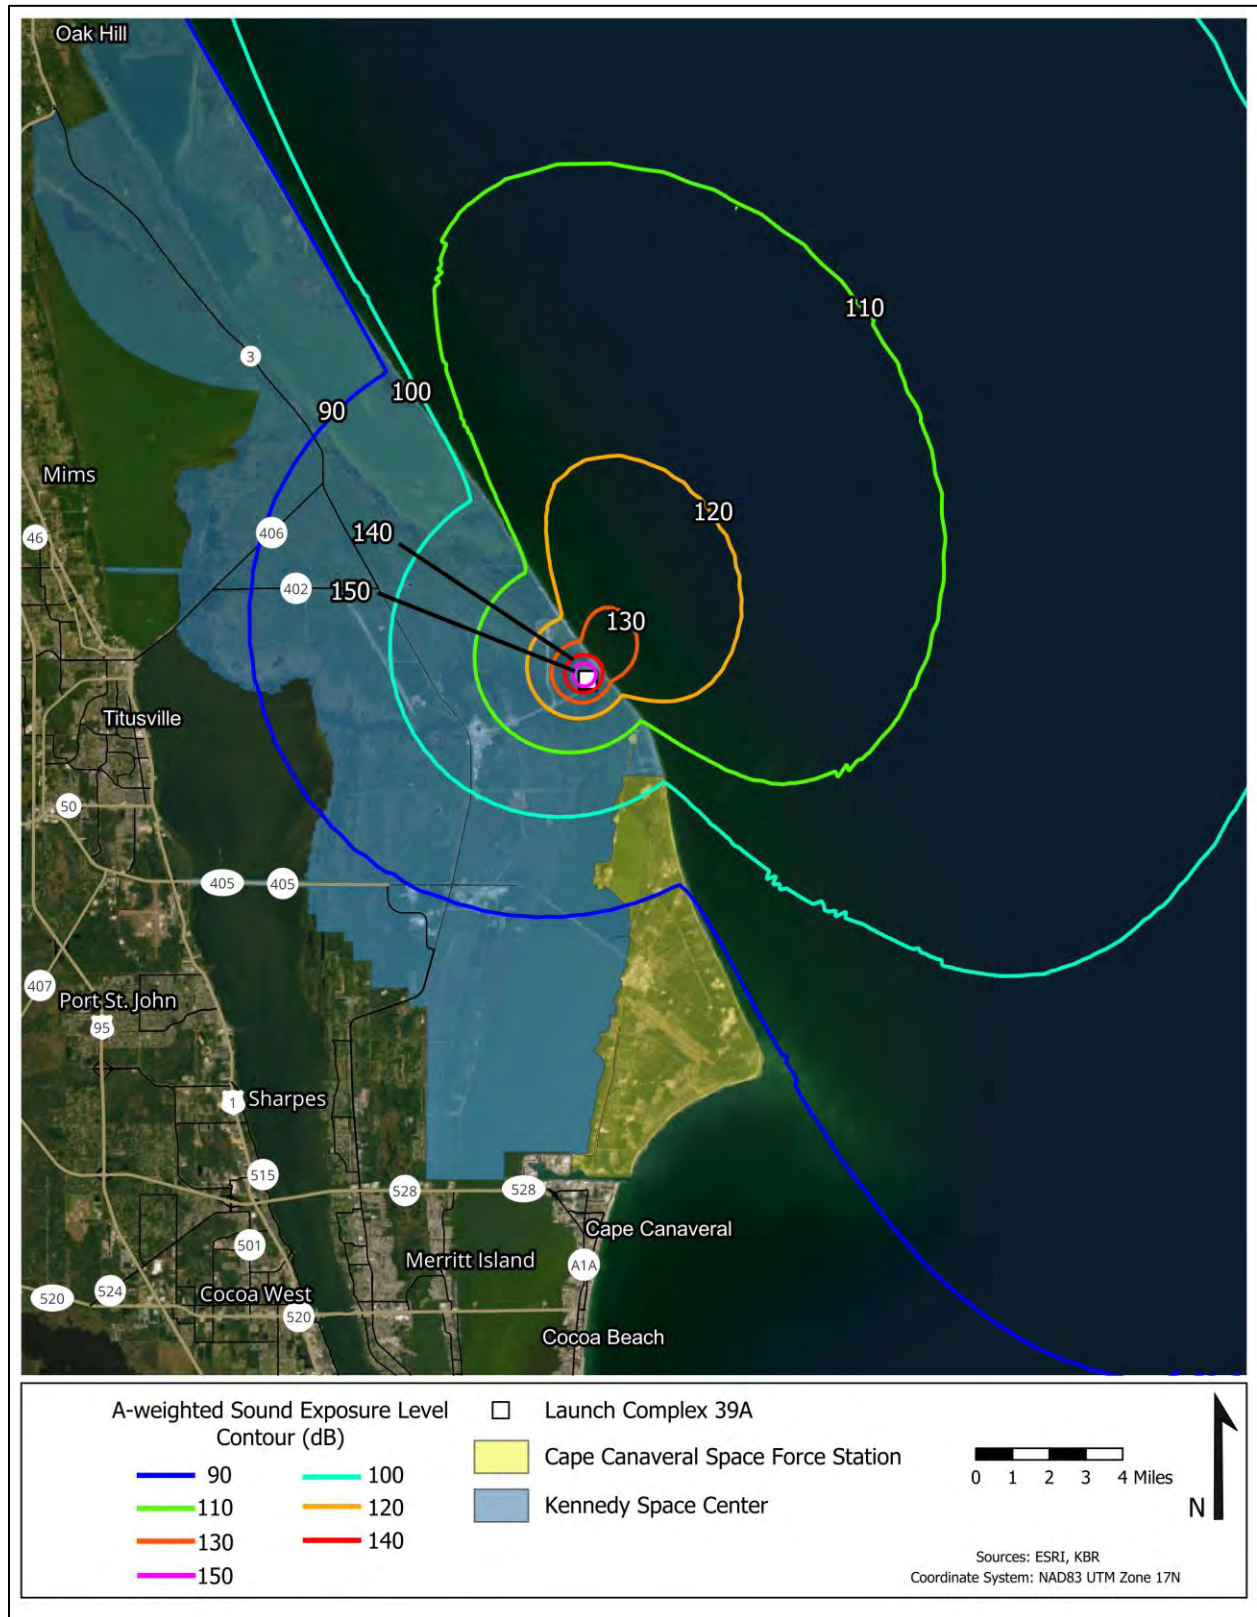 Oak Hill
110
3
100
90
Mims
120
140
406
46
402
150
130
Titusville
50
405
405
407
Port St. John
95
Sharpes
1
515
528
528
Cape Canaveral
501
Merritt Island
A1A
524
520
Cocoa West
520
Cocoa Beach
A-weighted Sound Exposure Level
Contour (dB)
90
100
110
120
130
140
150
Launch Complex 39A
Cape Canaveral Space Force Station
Kennedy Space Center
0 1 2 3 4 Miles
N
Sources: ESRI, KBR
Coordinate System: NAD83 UTM Zone 17N